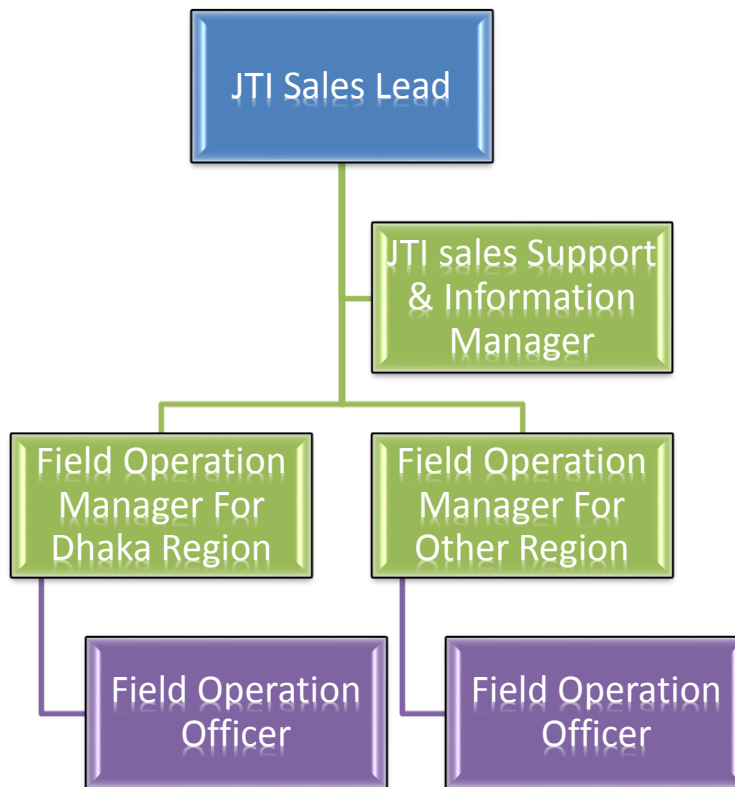 JTI Sales Lead
JTI sales Support
& Information
Manager
Field Operation
Manager For
Dhaka Region
Field Operation
Manager For
Other Region
Field Operation
Officer
Field Operation
Officer